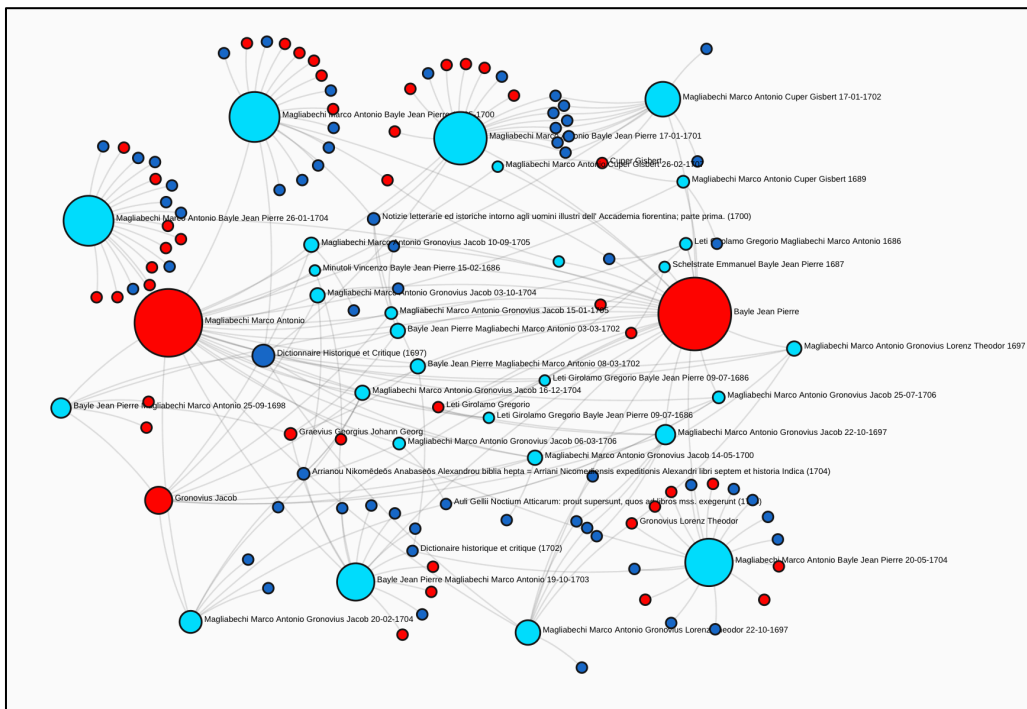 Magliabechi Marco Antonio Cuper Gisbert 17-01-1702
Magliabechi Marco Antonio Bayle Jean Pierre 1700
Magliabechi Marco Antonio Bayle Jean Pierre 17-01-1701
Cuper Gisbert
Magliabechi Marco Antonio Cuper Gisbert 26-02-
Magliabechi Marco Antonio Cuper Gisbert 1689
Magliabechi Marco Antonio Bayle Jean Pierre 26-01-1704
Notizie letterarie ed istoriche intorno agli uomini illustri dell' Accademia fiorentina; parte prima. (1700)
Magliabechi Marco Antonio Gronovius Jacob 10-09-1705
Leti Girolamo Gregorio Magliabechi Marco Antonio 1686
Minutoli Vincenzo Bayle Jean Pierre 15-02-1686
Schelstrate Emmanuel Bayle Jean Pierre 1687
Magliabechi Marco Antonio Gronovius Jacob 03-10-1704
Magliabechi Marco Antonio Gronovius Jacob 15-01-1705
Bayle Jean Pierre
Magliabechi Marco Antonio
Bayle Jean Pierre Magliabechi Marco Antonio 03-03-1702
Magliabechi Marco Antonio Gronovius Lorenz Theodor 1697
Dictionnaire Historique et Critique (1697)
Bayle Jean Pierre Magliabechi Marco Antonio 08-03-1702
Leti Girolamo Gregorio Bayle Jean Pierre 09-07-1686
Magliabechi Marco Antonio Gronovius Jacob 16-12-1704
Magliabechi Marco Antonio Gronovius Jacob 25-07-1706
Bayle Jean Pierre Magliabechi Marco Antonio 25-09-1698
Leti Girolamo Gregorio
Leti Girolamo Gregorio Bayle Jean Pierre 09-07-1686
Graevius Georgius Johann Georg
Magliabechi Marco Antonio Gronovius Jacob 22-10-1697
Magliabechi Marco Antonio Gronovius Jacob 06-03-1706
Magliabechi Marco Antonio Gronovius Jacob 14-05-1700
Arrianou Nikomēdeōs Anabaseōs Alexandrou biblia hepta = Arriani Nicomediensis expeditionis Alexandri libri septem et historia Indica (1704)
Gronovius Jacob
Auli Gellii Noctium Atticarum: prout supersunt, quos ad libros mss. exegerunt
Gronovius Lorenz Theodor
Dictionaire historique et critique (1702)
Magliabechi Marco Antonio Bayle Jean Pierre 20-05-1704
Bayle Jean Pierre Magliabechi Marco Antonio 19-10-1703
Magliabechi Marco Antonio Gronovius Jacob 20-02-1704
Magliabechi Marco Antonio Gronovius Lorenz Theodor 22-10-1697